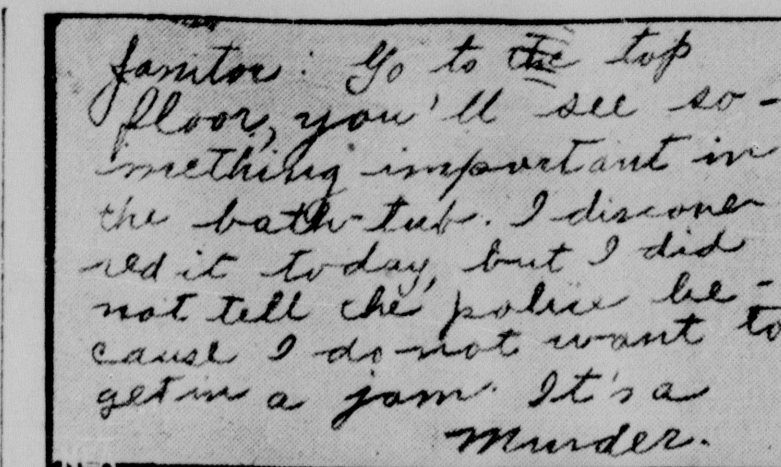 Janitor: Go to the top
floor, you'll see so-
mething important in
the bath-tub. I discove
red it today, but I did
not tell the police be-
cause I do not want to
get in a jam. It's a
Murder.